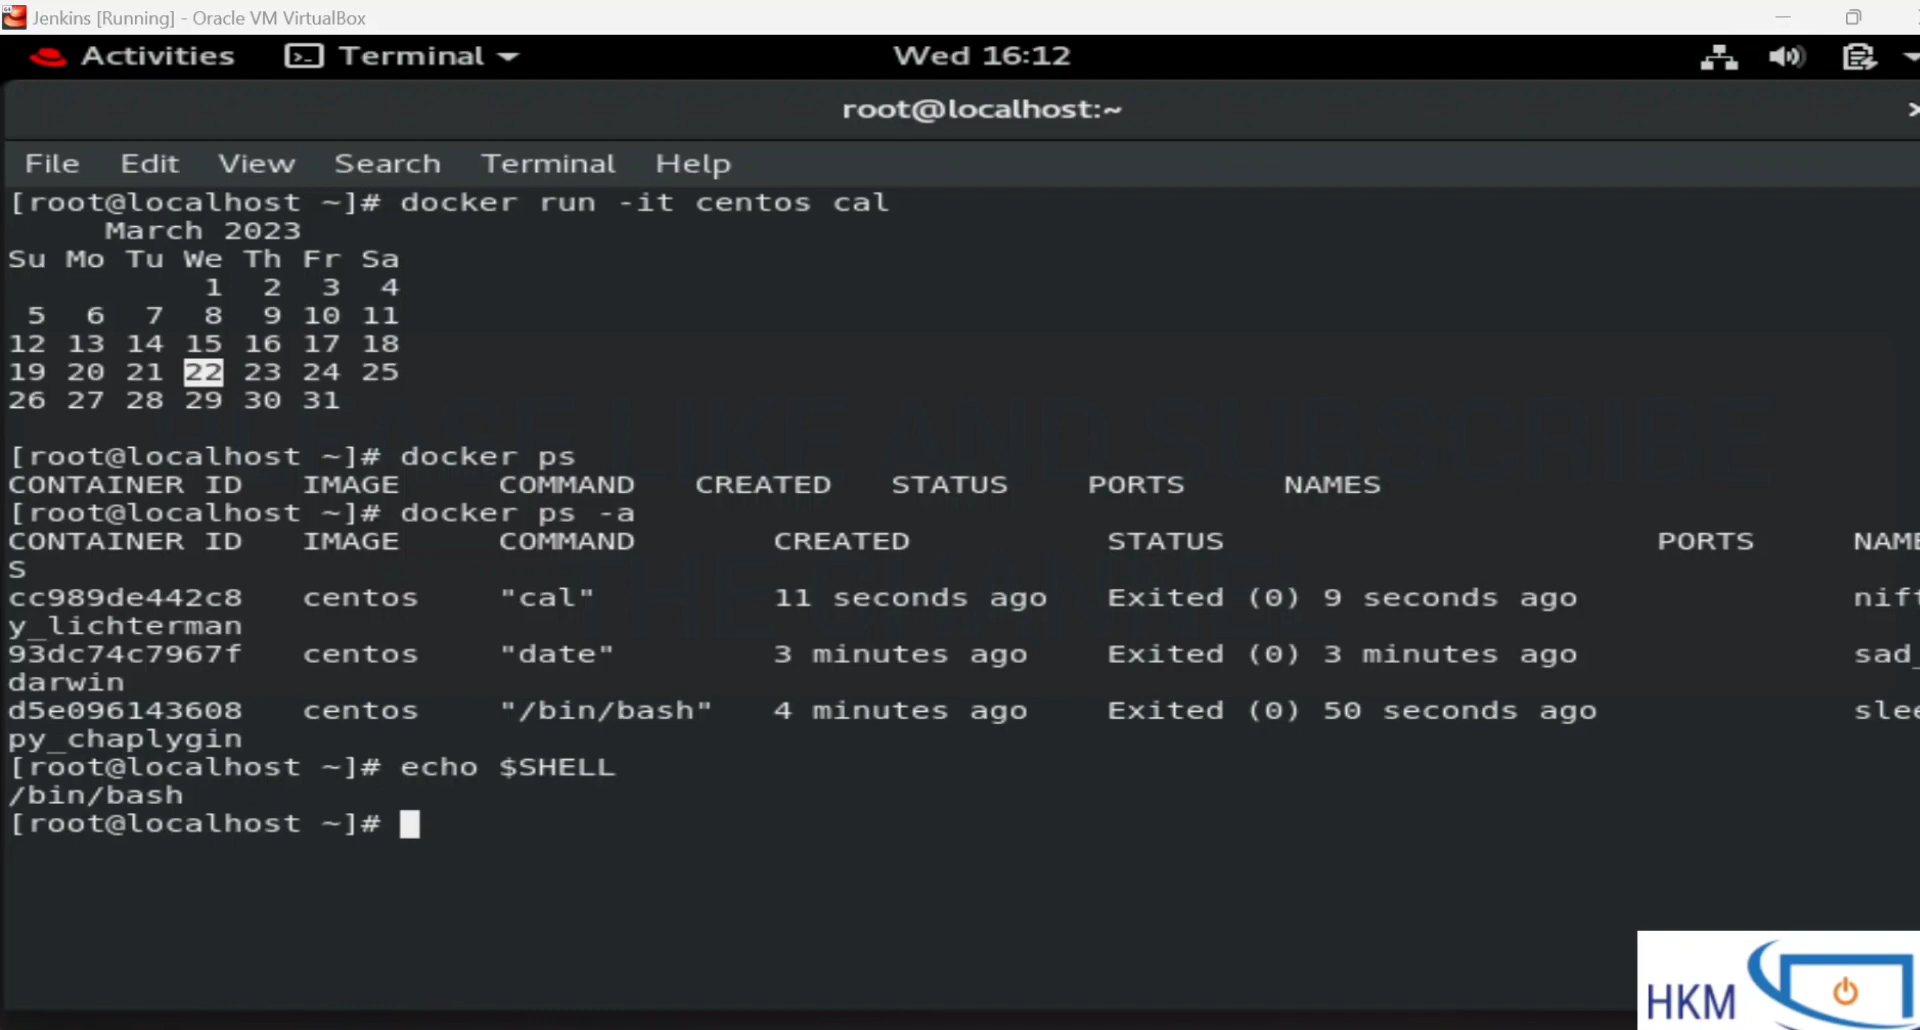 Jenkins [Running] - Oracle VM VirtualBox
Activities Terminal Wed 16:12
root@localhost:~
File Edit View Search Terminal Help
[root@localhost ~]# docker run -it centos cal
March 2023
Su Mo Tu We Th Fr Sa
1 2 3 4
5 6 7 8 9 10 11
12 13 14 15 16 17 18
19 20 21 22 23 24 25
26 27 28 29 30 31
[root@localhost ~]# docker ps
CONTAINER ID IMAGE COMMAND CREATED STATUS PORTS NAMES
[root@localhost ~]# docker ps -a
CONTAINER ID IMAGE COMMAND CREATED STATUS PORTS NAME
S
cc989de442c8 centos "cal" 11 seconds ago Exited (0) 9 seconds ago nift
y_lichterman
93dc74c7967f centos "date" 3 minutes ago Exited (0) 3 minutes ago sad_
darwin
d5e096143608 centos "/bin/bash" 4 minutes ago Exited (0) 50 seconds ago slee
py_chaplygin
[root@localhost ~]# echo $SHELL
/bin/bash
[root@localhost ~]#
HKM